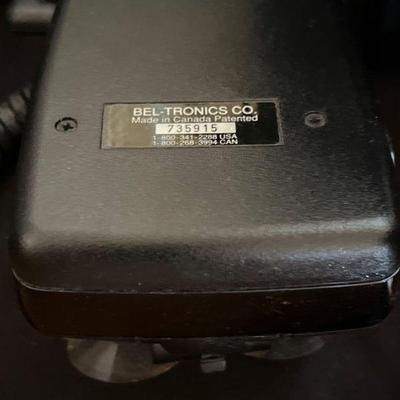 BEL-TRONICS CO.
Made in Canada Patented
735915
1-800-341-2288 USA
1-800-268-3994 CAN